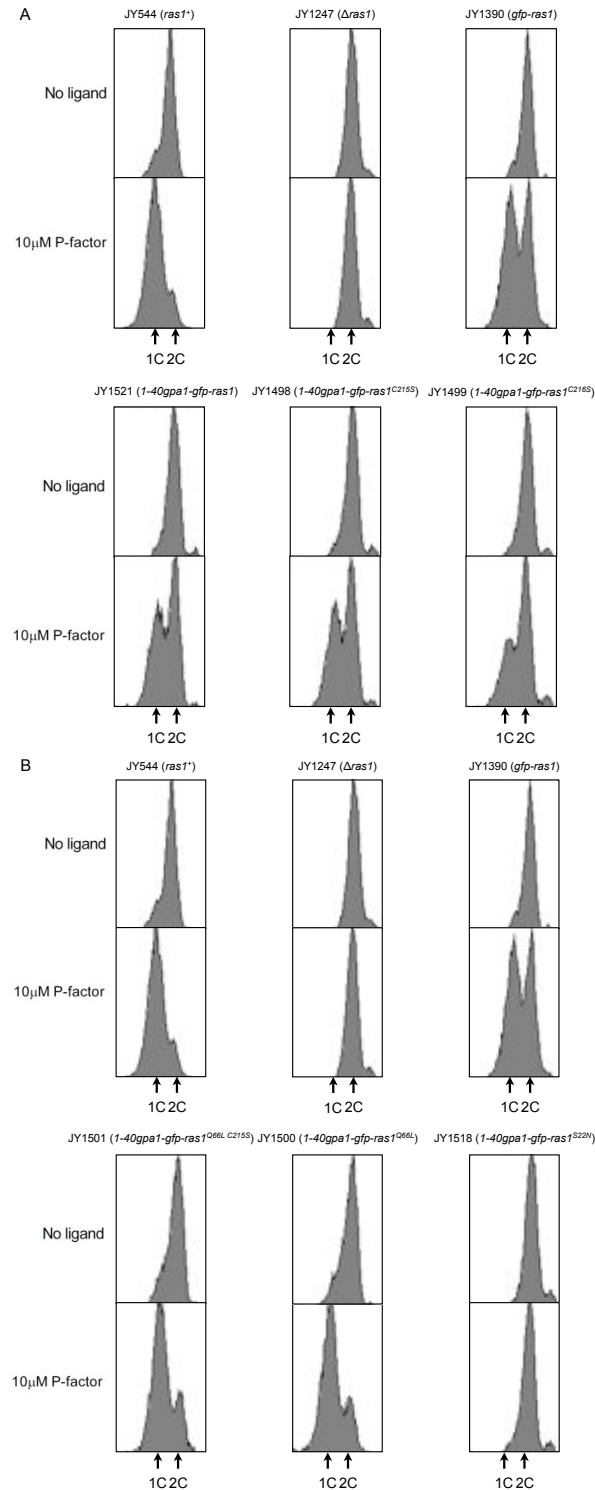 A
JY544 (ras1⁺) JY1247 (Δras1) JY1390 (gfp-ras1)
No ligand
10μM P-factor
1C 2C 1C 2C 1C 2C
JY1521 (1-40gpa1-gfp-ras1) JY1498 (1-40gpa1-gfp-ras1C215S) JY1499 (1-40gpa1-gfp-ras1C216S)
No ligand
10μM P-factor
1C 2C 1C 2C 1C 2C
B
JY544 (ras1⁺) JY1247 (Δras1) JY1390 (gfp-ras1)
No ligand
10μM P-factor
1C 2C 1C 2C 1C 2C
JY1501 (1-40gpa1-gfp-ras1Q66L C215S) JY1500 (1-40gpa1-gfp-ras1Q66L) JY1518 (1-40gpa1-gfp-ras1S22N)
No ligand
10μM P-factor
1C 2C 1C 2C 1C 2C